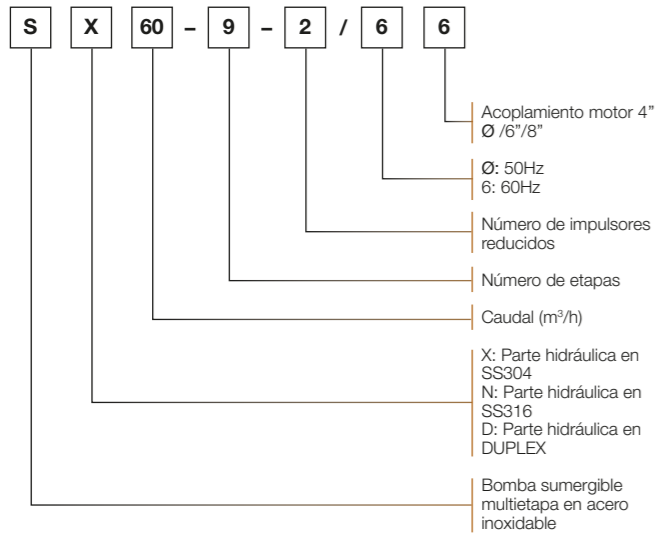 S X 60 - 9 - 2 / 6 6
Acoplamiento motor 4”
Ø /6”/8”
Ø: 50Hz
6: 60Hz
Número de impulsores
reducidos
Número de etapas
Caudal (m³/h)
X: Parte hidráulica en
SS304
N: Parte hidráulica en
SS316
D: Parte hidráulica en
DUPLEX
Bomba sumergible
multietapa en acero
inoxidable